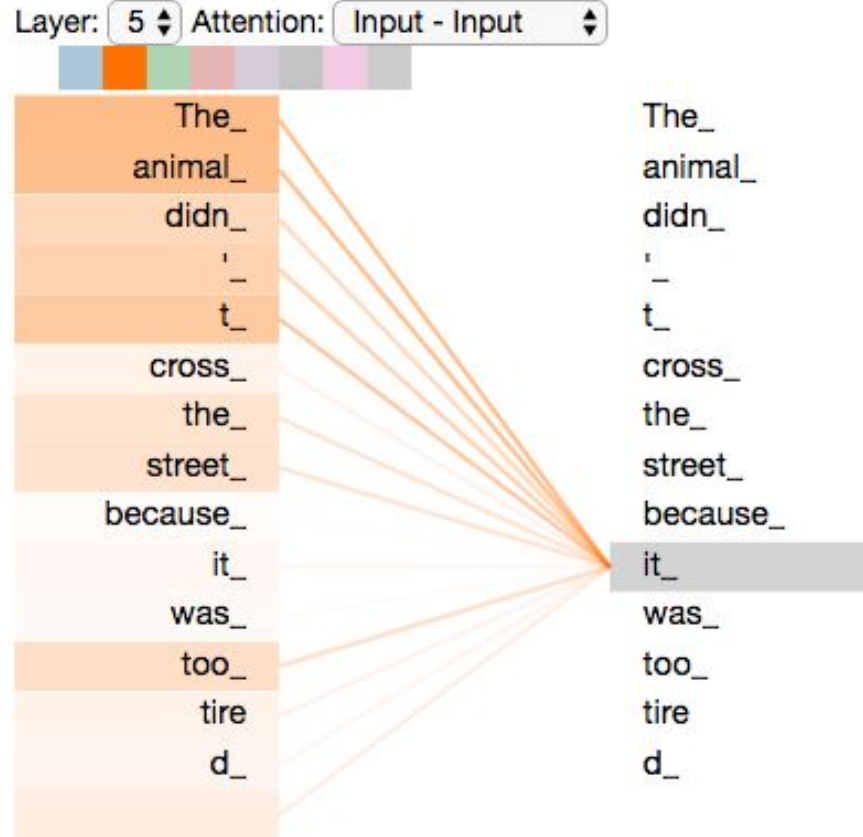 Layer: 5 Attention: Input - Input
The_ The_
animal_ animal_
didn_ didn_
'_ '_
t_ t_
cross_ cross_
the_ the_
street_ street_
because_ because_
it_ it_
was_ was_
too_ too_
tire tire
d_ d_